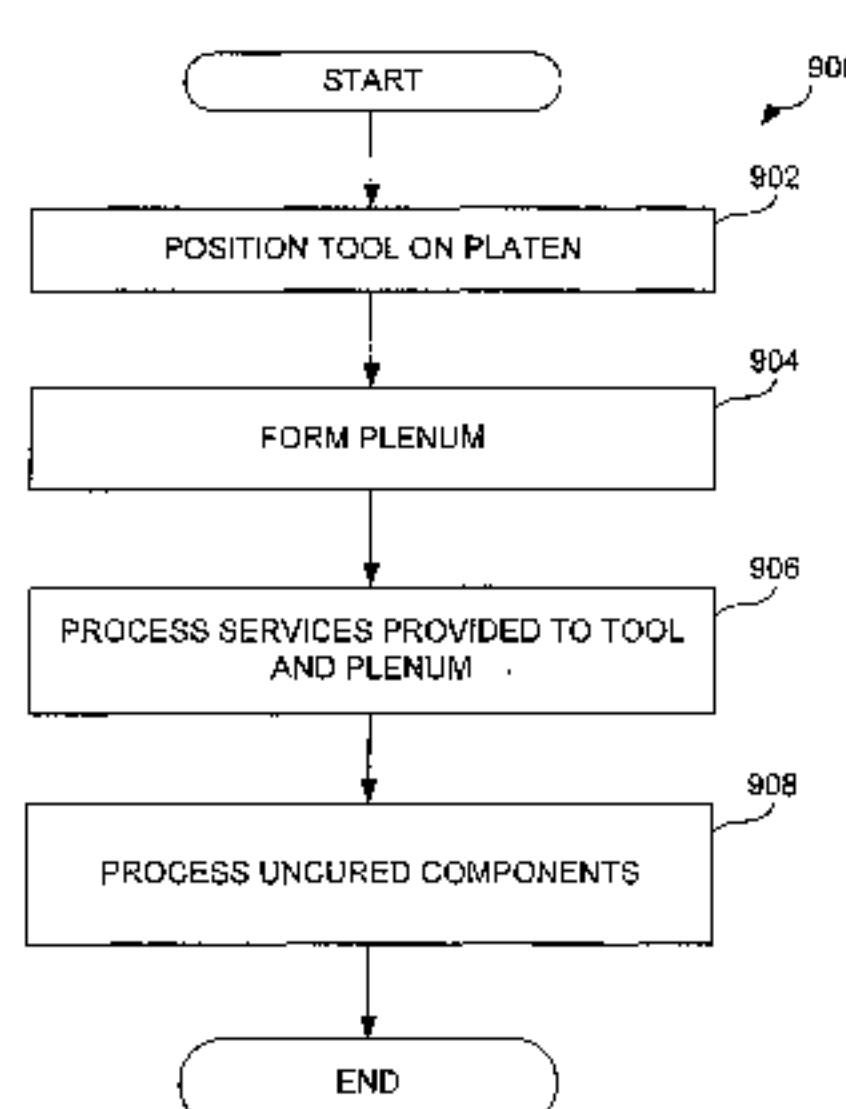 START
902
POSITION TOOL ON PLATEN
904
FORM PLENUM
906
PROCESS SERVICES PROVIDED TO TOOL
AND PLENUM
908
PROCESS UNCURED COMPONENTS
END